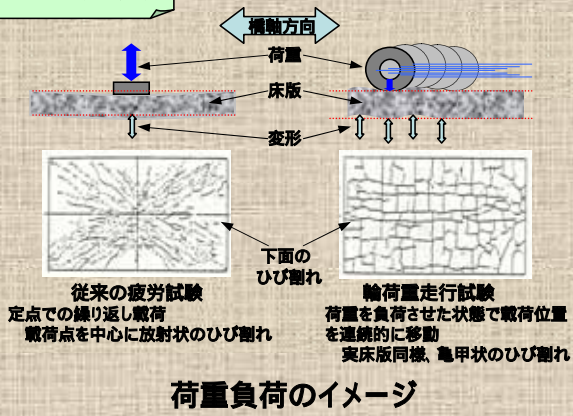 橋軸方向
荷重
床版
変形
下面の
ひび割れ
従来の疲労試験
定点での繰り返し載荷
載荷点を中心に放射状のひび割れ
輪荷重走行試験
荷重を負荷させた状態で載荷位置
を連続的に移動
実床版同様、亀甲状のひび割れ
荷重負荷のイメージ